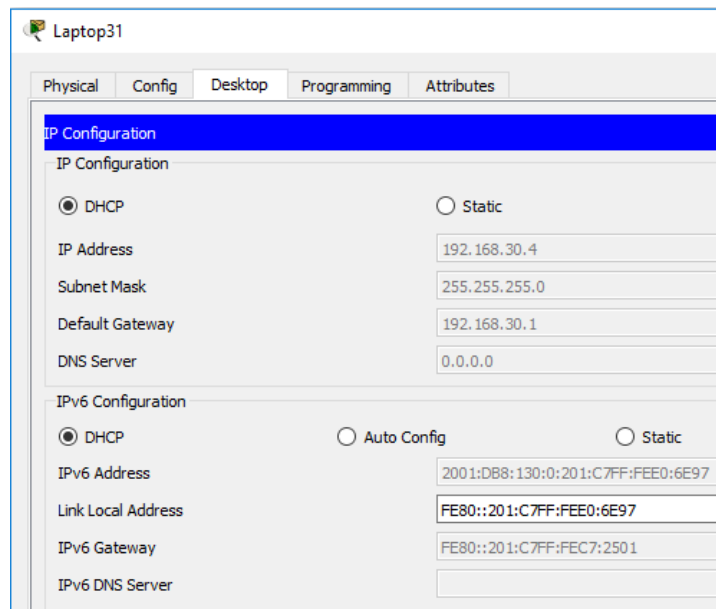 Laptop31
Physical Config Desktop Programming Attributes
IP Configuration
IP Configuration
DHCP Static
IP Address 192.168.30.4
Subnet Mask 255.255.255.0
Default Gateway 192.168.30.1
DNS Server 0.0.0.0
IPv6 Configuration
DHCP Auto Config Static
IPv6 Address 2001:DB8:130:0:201:C7FF:FEE0:6E97
Link Local Address FE80::201:C7FF:FEE0:6E97
IPv6 Gateway FE80::201:C7FF:FEC7:2501
IPv6 DNS Server